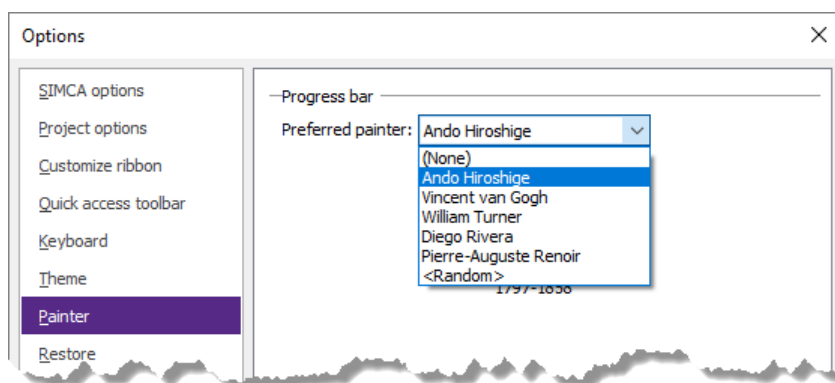 Options
SIMCA options
Project options
Customize ribbon
Quick access toolbar
Keyboard
Theme
Painter
Restore
Progress bar
Preferred painter: Ando Hiroshige
(None)
Ando Hiroshige
Vincent van Gogh
William Turner
Diego Rivera
Pierre-Auguste Renoir
<Random>
1797-1858